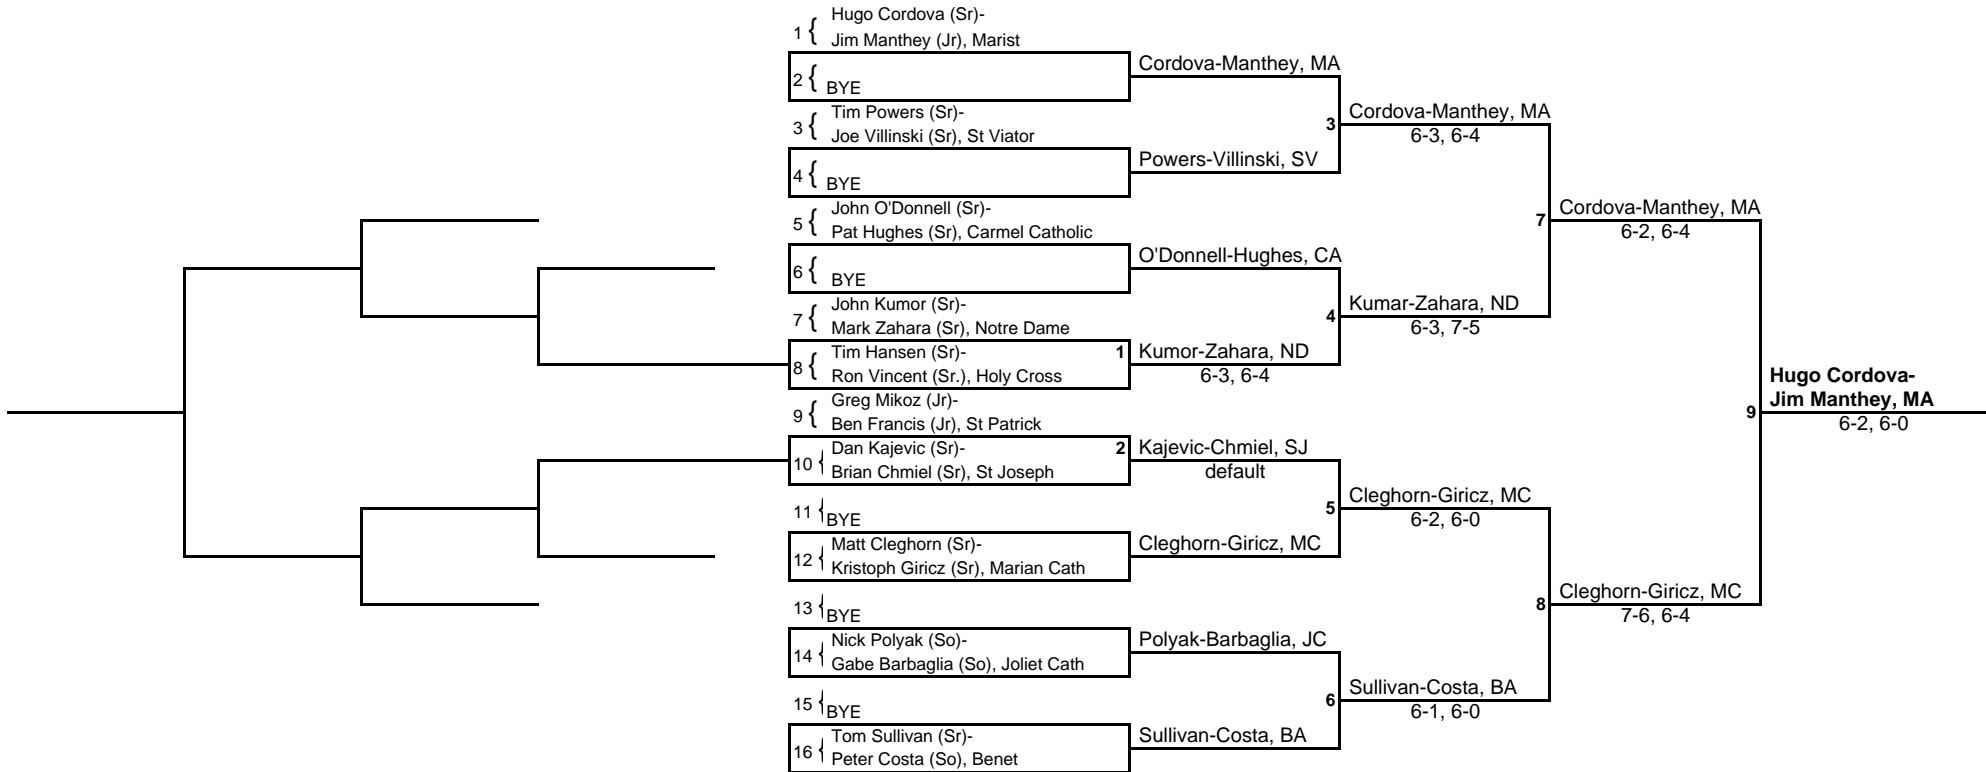 Hugo Cordova (Sr)-
1 {
Jim Manthey (Jr), Marist
Cordova-Manthey, MA
2 { BYE
Tim Powers (Sr)-
3 {
Joe Villinski (Sr), St Viator
3
Cordova-Manthey, MA
6-3, 6-4
Powers-Villinski, SV
4 { BYE
John O'Donnell (Sr)-
5 {
Pat Hughes (Sr), Carmel Catholic
7
Cordova-Manthey, MA
6-2, 6-4
O'Donnell-Hughes, CA
6 { BYE
John Kumor (Sr)-
7 {
Mark Zahara (Sr), Notre Dame
4
Kumar-Zahara, ND
6-3, 7-5
Tim Hansen (Sr)-
8 {
Ron Vincent (Sr.), Holy Cross
1
Kumor-Zahara, ND
6-3, 6-4
Greg Mikoz (Jr)-
9 {
Ben Francis (Jr), St Patrick
9
Hugo Cordova-
Jim Manthey, MA
6-2, 6-0
Dan Kajevic (Sr)-
10 {
Brian Chmiel (Sr), St Joseph
2
Kajevic-Chmiel, SJ
default
11 { BYE
5
Cleghorn-Giricz, MC
6-2, 6-0
Matt Cleghorn (Sr)-
12 {
Kristoph Giricz (Sr), Marian Cath
Cleghorn-Giricz, MC
13 { BYE
8
Cleghorn-Giricz, MC
7-6, 6-4
Nick Polyak (So)-
14 {
Gabe Barbaglia (So), Joliet Cath
Polyak-Barbaglia, JC
15 { BYE
6
Sullivan-Costa, BA
6-1, 6-0
Tom Sullivan (Sr)-
16 {
Peter Costa (So), Benet
Sullivan-Costa, BA